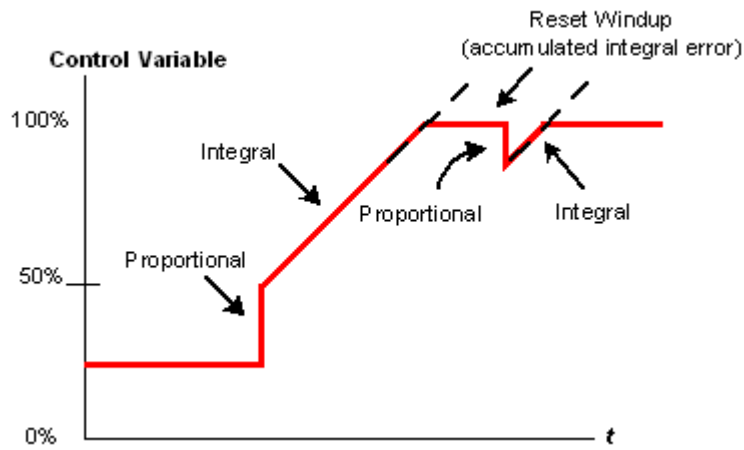 Reset Windup
(accumulated integral error)
Control Variable
100%
Integral
Proportional
Integral
Proportional
50%
0%
t